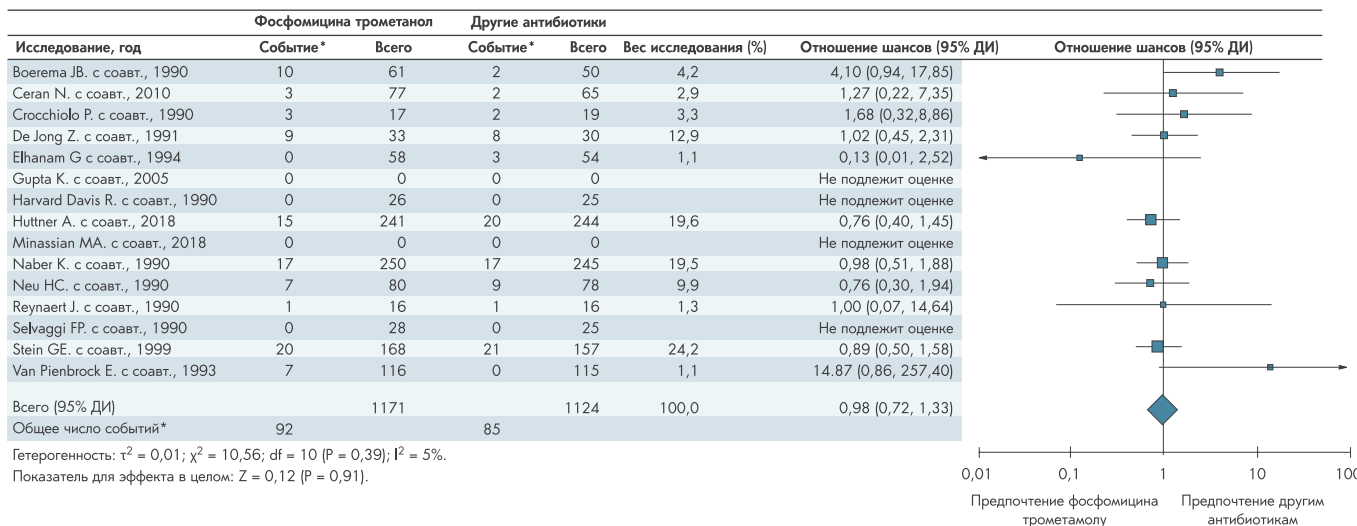 Фосфомицина трометанол Другие антибиотики
Исследование, год Событие* Всего Событие* Всего Вес исследования (%) Отношение шансов (95% ДИ) Отношение шансов (95% ДИ)
Boerema JB. с соавт., 1990 10 61 2 50 4,2 4,10 (0,94, 17,85)
Ceran N. с соавт., 2010 3 77 2 65 2,9 1,27 (0,22, 7,35)
Crocchiolo P. с соавт., 1990 3 17 2 19 3,3 1,68 (0,32,8,86)
De Jong Z. с соавт., 1991 9 33 8 30 12,9 1,02 (0,45, 2,31)
Elhanam G с соавт., 1994 0 58 3 54 1,1 0,13 (0,01, 2,52)
Gupta K. с соавт., 2005 0 0 0 0 Не подлежит оценке
Harvard Davis R. с соавт., 1990 0 26 0 25 Не подлежит оценке
Huttner A. с соавт., 2018 15 241 20 244 19,6 0,76 (0,40, 1,45)
Minassian MA. с соавт., 2018 0 0 0 0 Не подлежит оценке
Naber K. с соавт., 1990 17 250 17 245 19,5 0,98 (0,51, 1,88)
Neu HC. с соавт., 1990 7 80 9 78 9,9 0,76 (0,30, 1,94)
Reynaert J. с соавт., 1990 1 16 1 16 1,3 1,00 (0,07, 14,64)
Selvaggi FP. с соавт., 1990 0 28 0 25 Не подлежит оценке
Stein GE. с соавт., 1999 20 168 21 157 24,2 0,89 (0,50, 1,58)
Van Pienbrock E. с соавт., 1993 7 116 0 115 1,1 14.87 (0,86, 257,40)
Всего (95% ДИ) 1171 1124 100,0 0,98 (0,72, 1,33)
Общее число событий* 92 85
Гетерогенность: τ² = 0,01; χ² = 10,56; df = 10 (P = 0,39); I² = 5%.
Показатель для эффекта в целом: Z = 0,12 (P = 0,91).
0,01 0,1 1 10 100
Предпочтение фосфомицина Предпочтение другим
трометамолу антибиотикам